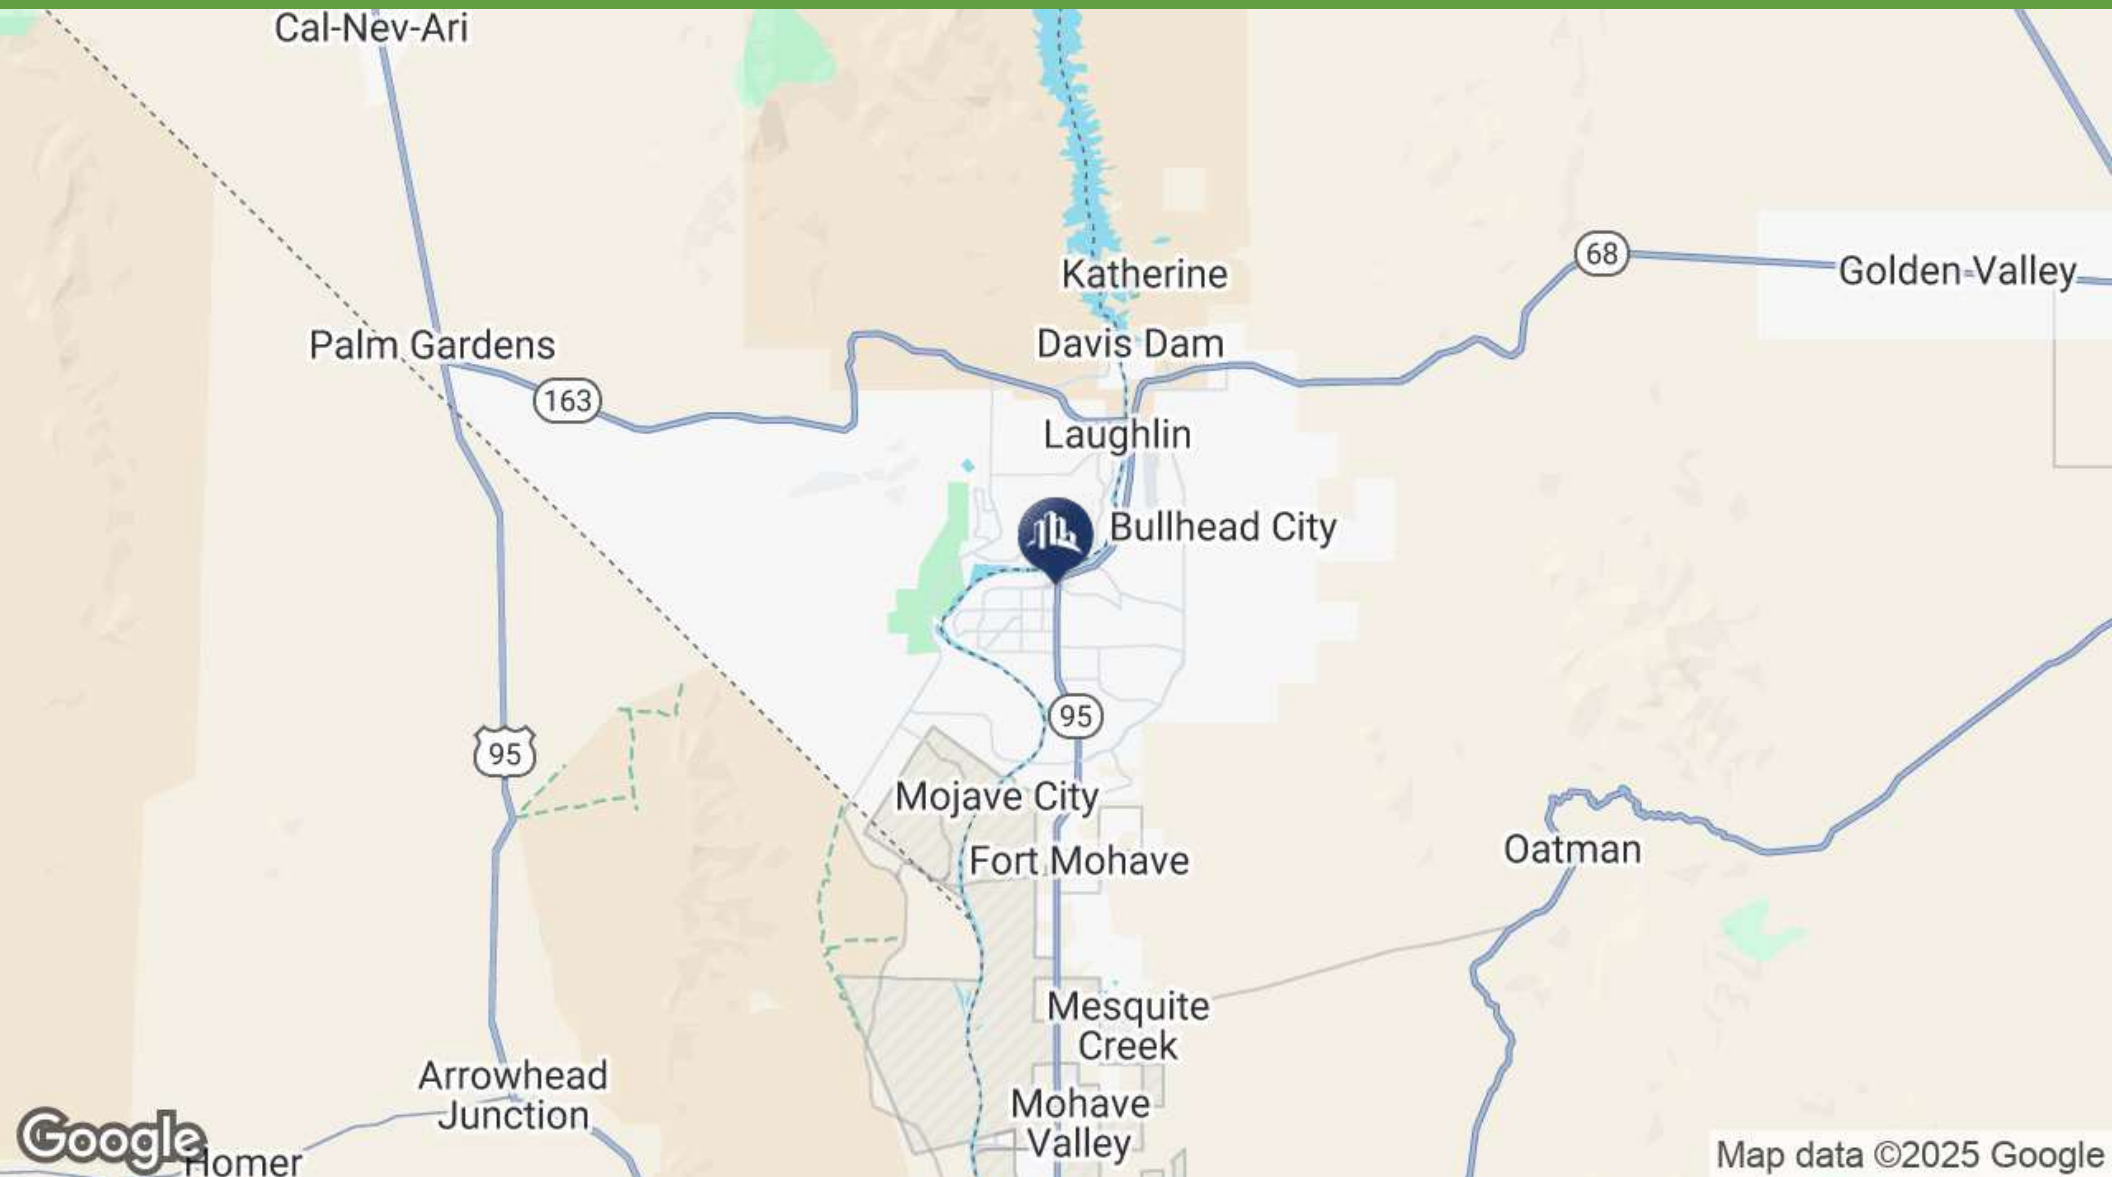 Cal-Nev-Ari
Katherine
68
Golden Valley
Palm Gardens
Davis Dam
163
Laughlin
Bullhead City
95
95
Mojave City
Oatman
Fort Mohave
Mesquite
Creek
Arrowhead
Junction
Mohave
Valley
Google
Homer
Map data ©2025 Google